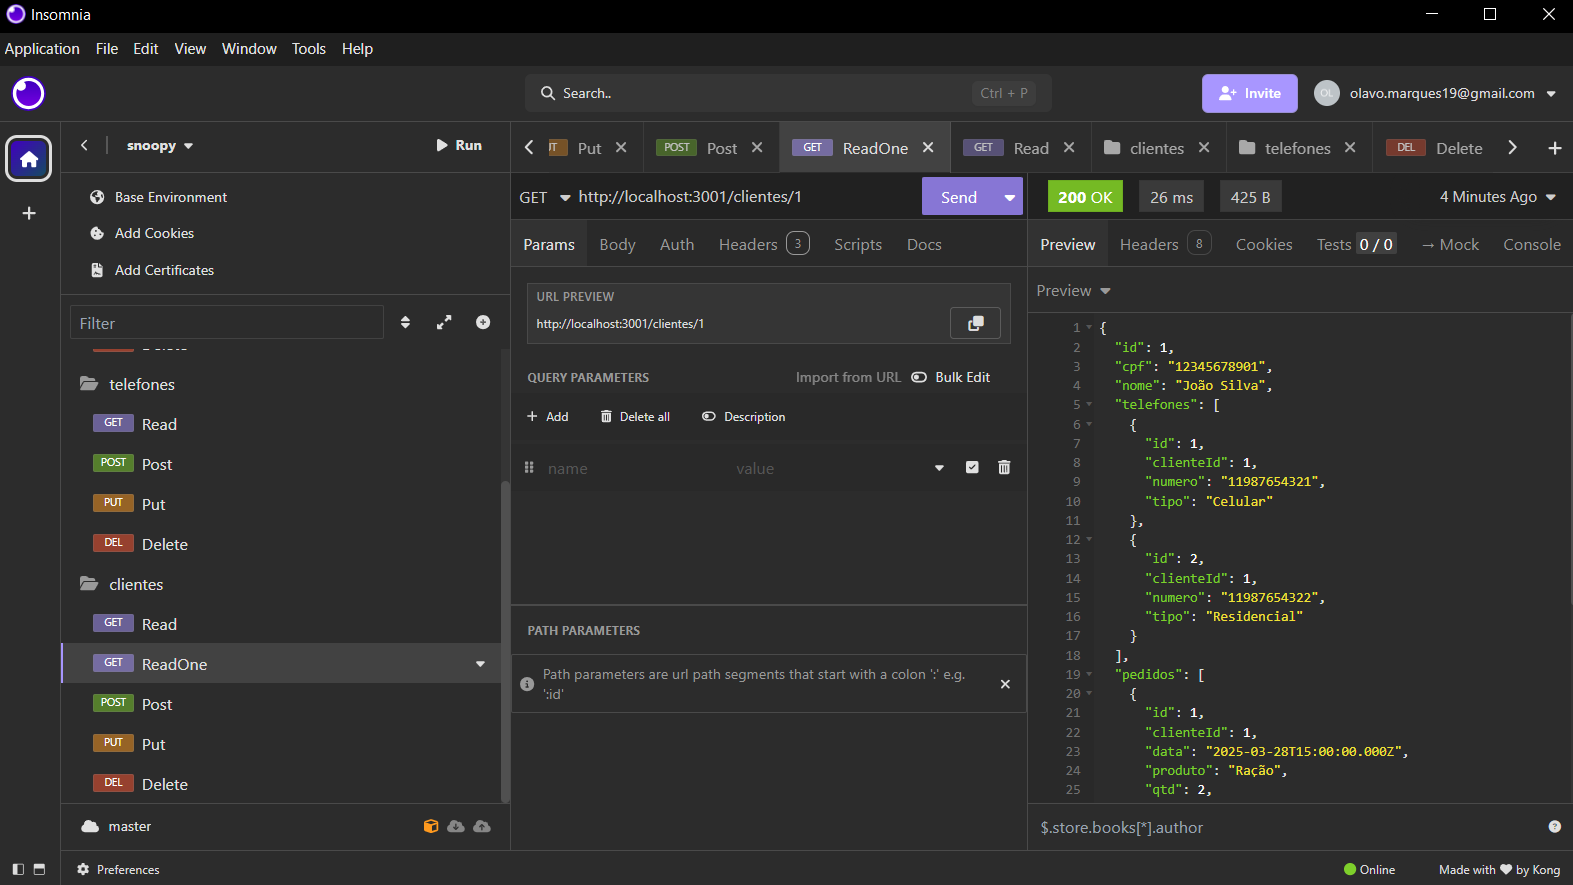 Insomnia
Application File Edit View Window Tools Help
Search.. Ctrl + P
Invite
OL olavo.marques19@gmail.com
snoopy
Run
Base Environment
Add Cookies
Add Certificates
Filter
telefones
GET Read
POST Post
PUT Put
DEL Delete
clientes
GET Read
GET ReadOne
POST Post
PUT Put
DEL Delete
master
Put
POST Post
GET ReadOne
GET Read
clientes
telefones
DEL Delete
GET http://localhost:3001/clientes/1 Send
Params Body Auth Headers 3 Scripts Docs
URL PREVIEW
http://localhost:3001/clientes/1
QUERY PARAMETERS Import from URL Bulk Edit
Add Delete all Description
name value
PATH PARAMETERS
Path parameters are url path segments that start with a colon ':' e.g.
':id'
200 OK 26 ms 425 B 4 Minutes Ago
Preview Headers 8 Cookies Tests 0 / 0 → Mock Console
Preview
1 {
2 "id": 1,
3 "cpf": "12345678901",
4 "nome": "João Silva",
5 "telefones": [
6 {
7 "id": 1,
8 "clienteId": 1,
9 "numero": "11987654321",
10 "tipo": "Celular"
11 },
12 {
13 "id": 2,
14 "clienteId": 1,
15 "numero": "11987654322",
16 "tipo": "Residencial"
17 }
18 ],
19 "pedidos": [
20 {
21 "id": 1,
22 "clienteId": 1,
23 "data": "2025-03-28T15:00:00.000Z",
24 "produto": "Ração",
25 "qtd": 2,
$.store.books[*].author
Preferences
Online
Made with ♥ by Kong